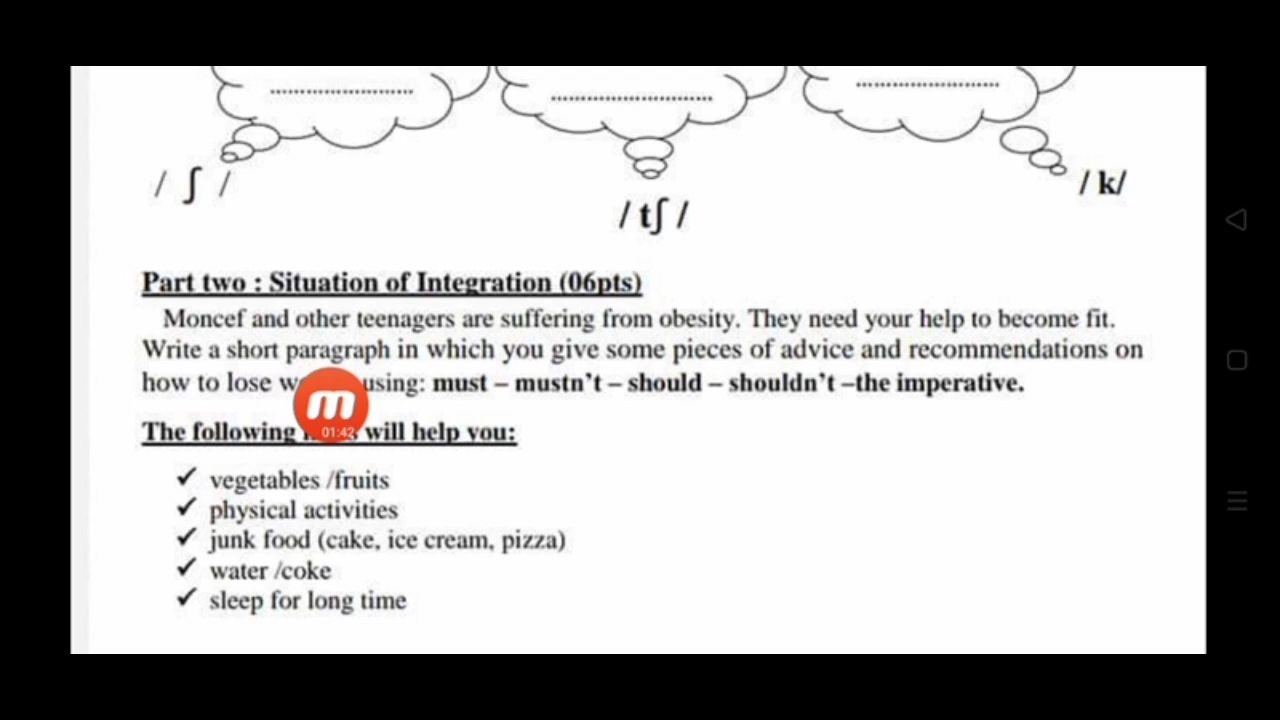 ........................
...........................
........................
/ ʃ /
/ tʃ /
/ k/
Part two : Situation of Integration (06pts)
Moncef and other teenagers are suffering from obesity. They need your help to become fit.
Write a short paragraph in which you give some pieces of advice and recommendations on
how to lose using: must – mustn't – should – shouldn't –the imperative.
01:42
The following will help you:
✓ vegetables /fruits
✓ physical activities
✓ junk food (cake, ice cream, pizza)
✓ water /coke
✓ sleep for long time